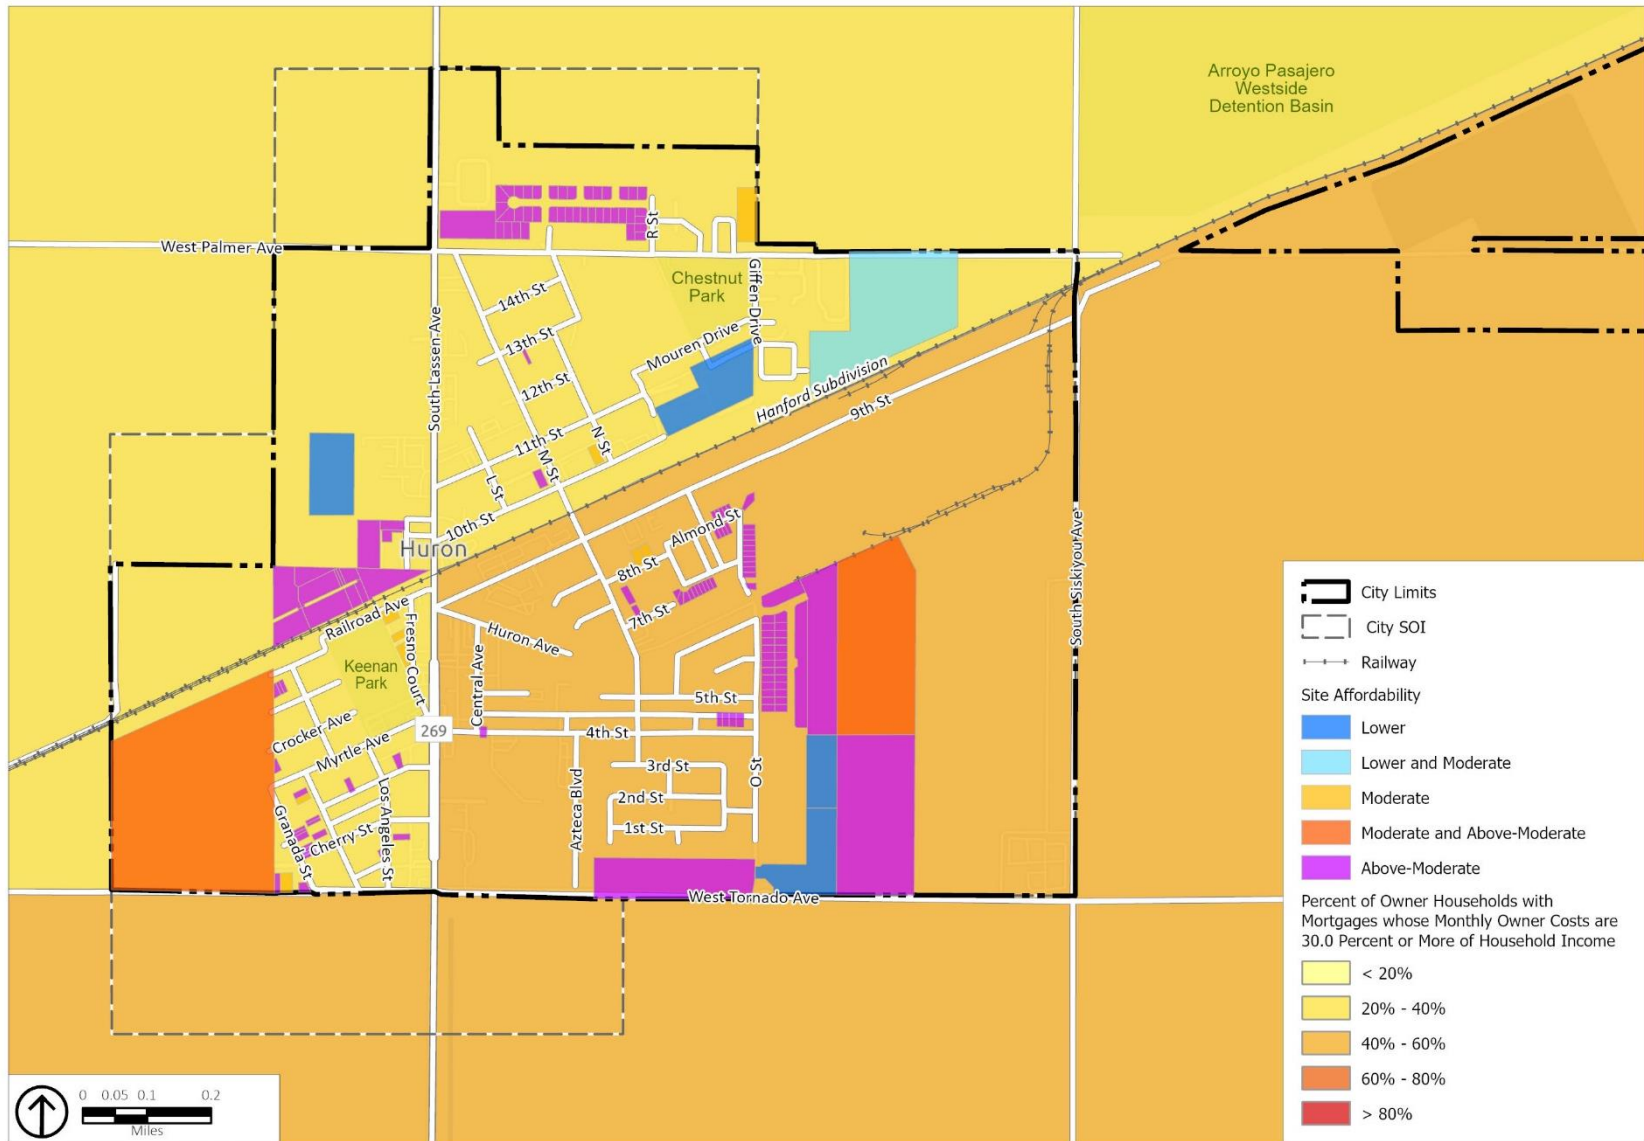 Arroyo Pasajero
Westside
Detention Basin
West Palmer Ave
R St
Chestnut
Park
Giffen Drive
14th St
South Lassen Ave
13th St
Mouren Drive
12th St
Hanford Subdivision
9th St
11th St
N St
M St
L St
10th St
Huron
Almond St
8th St
7th St
Railroad Ave
Fresno Court
Huron Ave
Keenan
Park
Central Ave
5th St
Crocker Ave
269
4th St
Myrtle Ave
South Siskiyou Ave
O St
3rd St
Los Angeles St
Azteca Blvd
2nd St
Granada St
1st St
Cherry St
West Tornado Ave
City Limits
City SOI
Railway
Site Affordability
Lower
Lower and Moderate
Moderate
Moderate and Above-Moderate
Above-Moderate
Percent of Owner Households with
Mortgages whose Monthly Owner Costs are
30.0 Percent or More of Household Income
< 20%
20% - 40%
40% - 60%
60% - 80%
> 80%
0 0.05 0.1 0.2
Miles